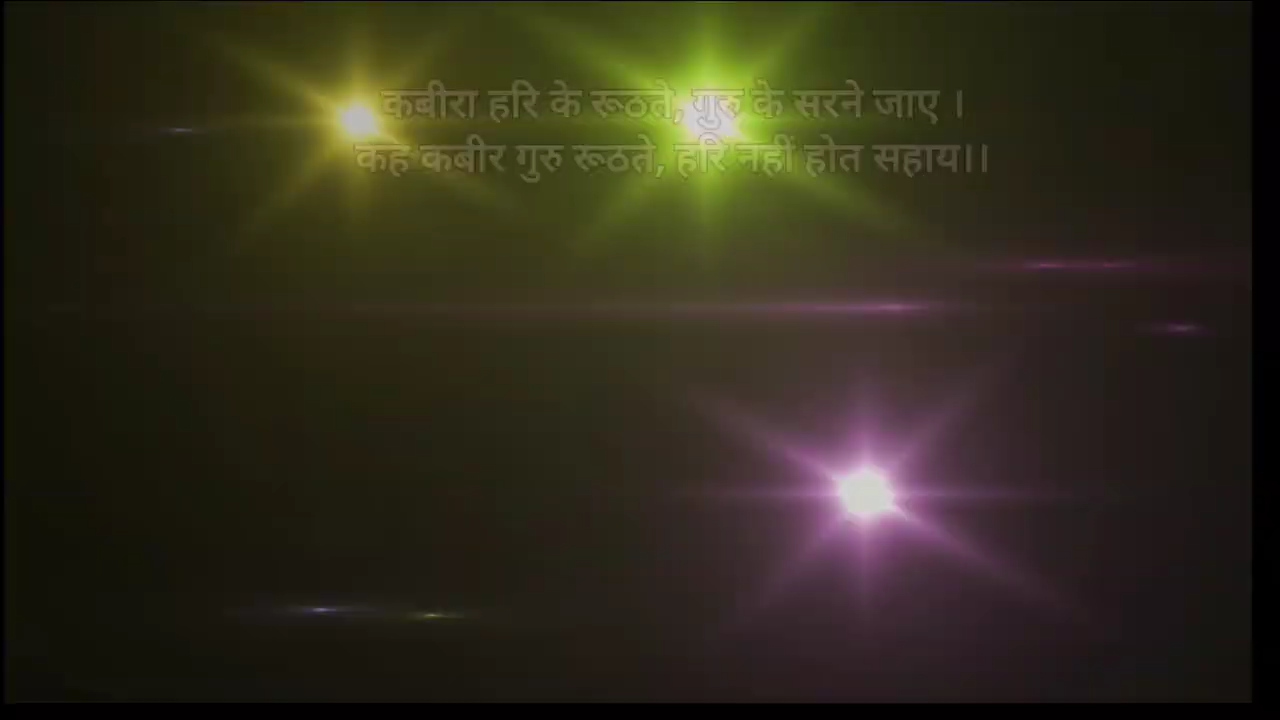 कबीरा हरि के रूठते, गुरु के सरने जाए ।
कह कबीर गुरु रूठते, हरि नहीं होत सहाय।।